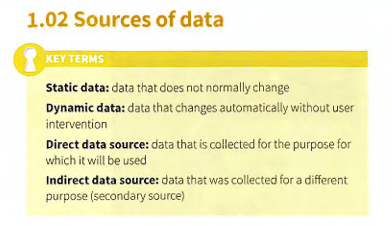 1.02 Sources of data
KEY TERMS
Static data: data that does not normally change
Dynamic data: data that changes automatically without user
intervention
Direct data source: data that is collected for the purpose for
which it will be used
Indirect data source: data that was collected for a different
purpose (secondary source)